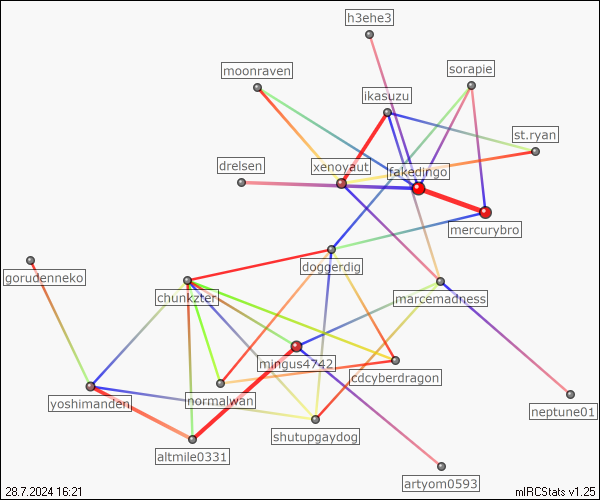 h3ehe3
moonraven
sorapie
ikasuzu
st.ryan
drelsen
xenoyaut
fakedingo
mercurybro
doggerdig
gorudenneko
chunkzter
marcemadness
mingus4742
cdcyberdragon
yoshimanden
normalwan
neptune01
shutupgaydog
altmile0331
artyom0593
28.7.2024 16:21
mIRCStats v1.25